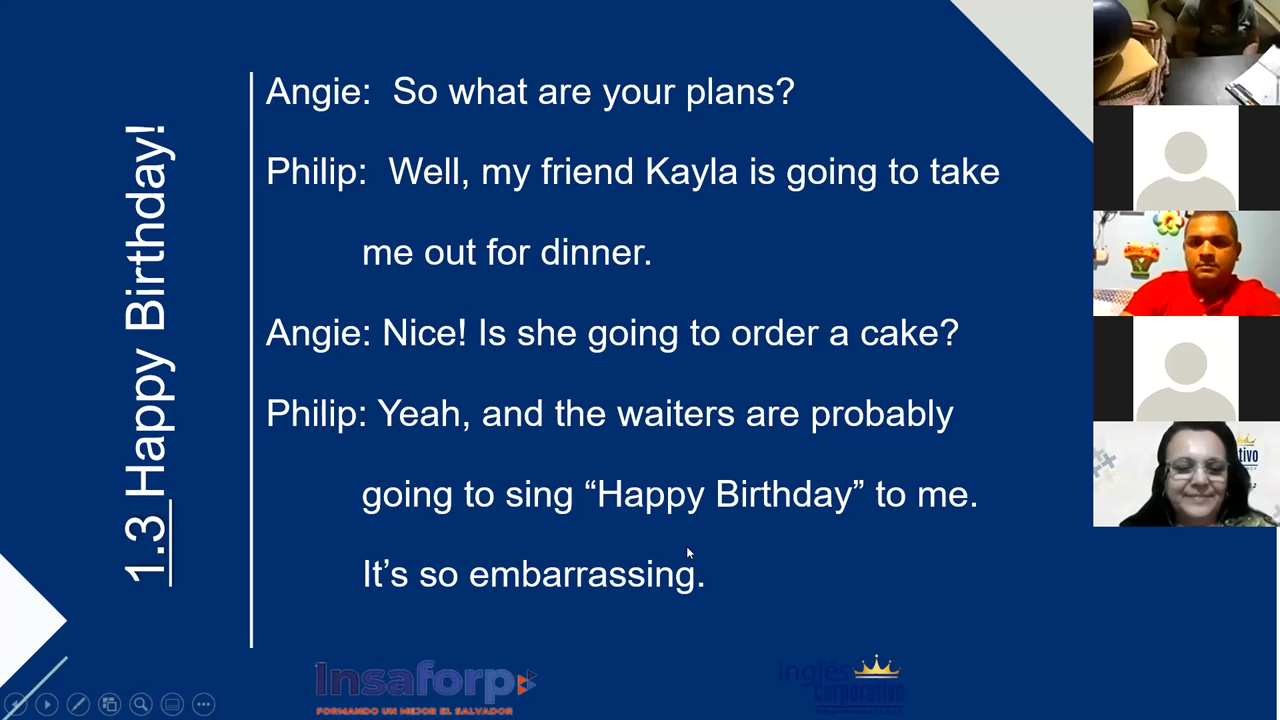 1.3 Happy Birthday!
Angie: So what are your plans?
Philip: Well, my friend Kayla is going to take
me out for dinner.
Angie: Nice! Is she going to order a cake?
Philip: Yeah, and the waiters are probably
going to sing “Happy Birthday” to me.
It’s so embarrassing.
Insaforp
FORMANDO UN MEJOR EL SALVADOR
Inglés
Corporativo
tivo